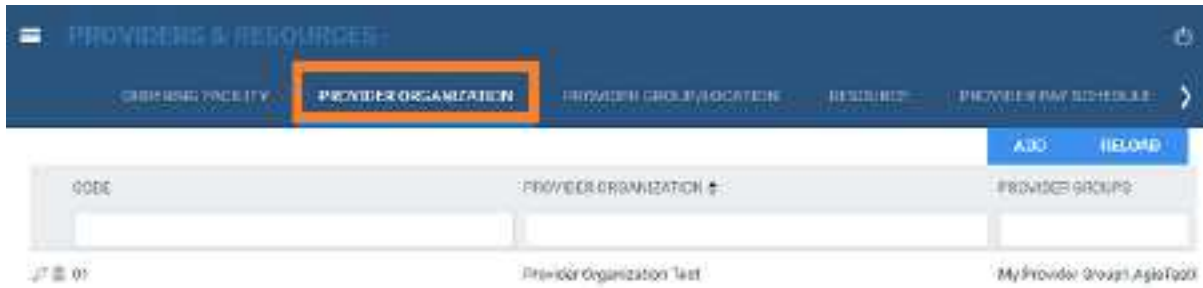 PROVIDERS & RESOURCES
ORDERING FACILITY PROVIDER ORGANIZATION PROVIDER GROUP/LOCATION RESOURCE PROVIDER PAY SCHEDULE
ADD RELOAD
CODE PROVIDER ORGANIZATION PROVIDER GROUPS
01 Provider Organization Test My Provider Group1